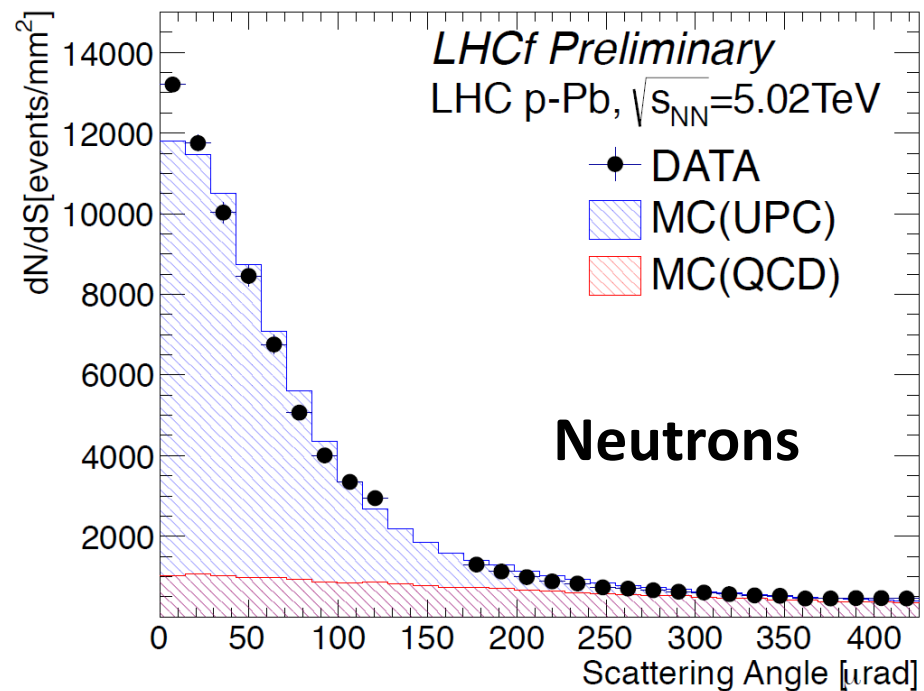 dN/dS[events/mm²]
14000
12000
10000
8000
6000
4000
2000
LHCf Preliminary
LHC p-Pb, √sNN=5.02TeV
DATA
MC(UPC)
MC(QCD)
Neutrons
0 50 100 150 200 250 300 350 400
Scattering Angle [μrad]